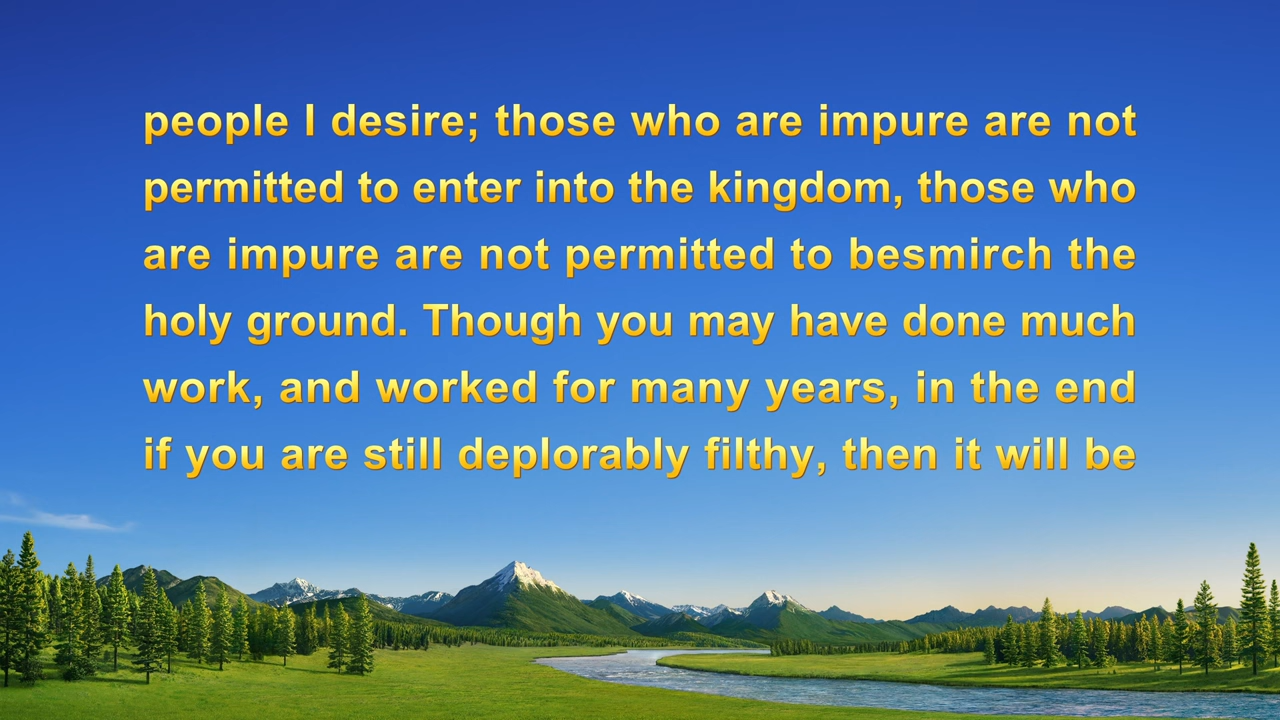 people I desire; those who are impure are not
permitted to enter into the kingdom, those who
are impure are not permitted to besmirch the
holy ground. Though you may have done much
work, and worked for many years, in the end
if you are still deplorably filthy, then it will be